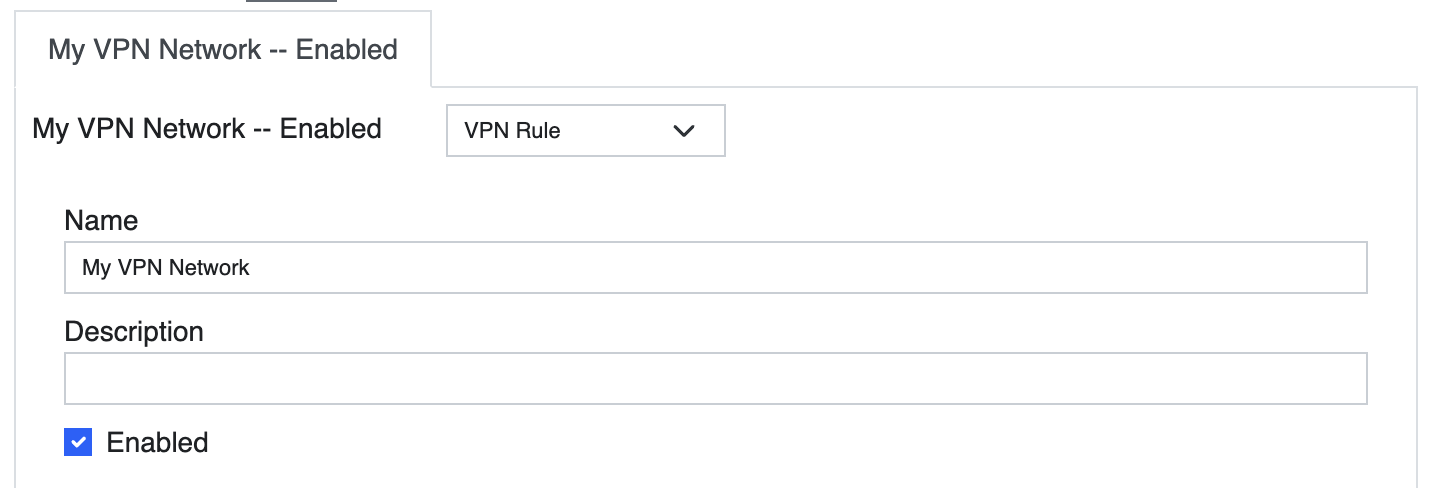 My VPN Network -- Enabled
My VPN Network -- Enabled VPN Rule
Name
My VPN Network
Description
Enabled